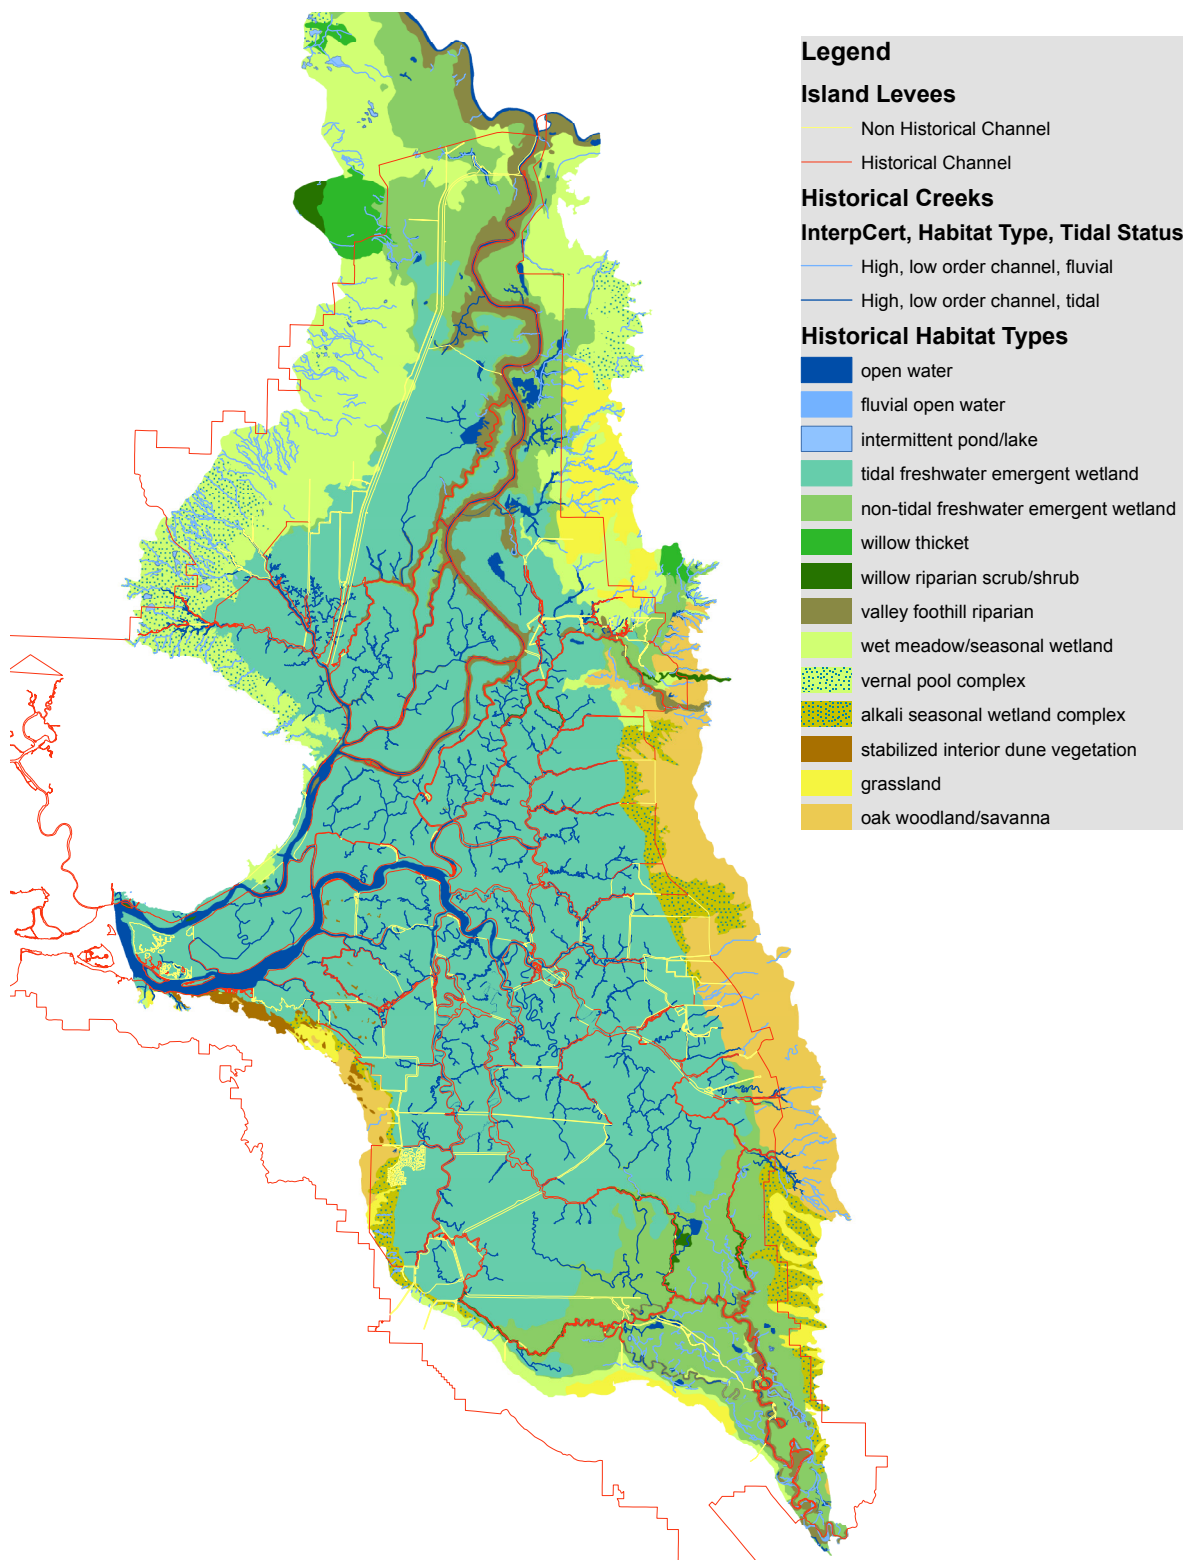 Legend
Island Levees
Non Historical Channel
Historical Channel
Historical Creeks
InterpCert, Habitat Type, Tidal Status
High, low order channel, fluvial
High, low order channel, tidal
Historical Habitat Types
open water
fluvial open water
intermittent pond/lake
tidal freshwater emergent wetland
non-tidal freshwater emergent wetland
willow thicket
willow riparian scrub/shrub
valley foothill riparian
wet meadow/seasonal wetland
vernal pool complex
alkali seasonal wetland complex
stabilized interior dune vegetation
grassland
oak woodland/savanna